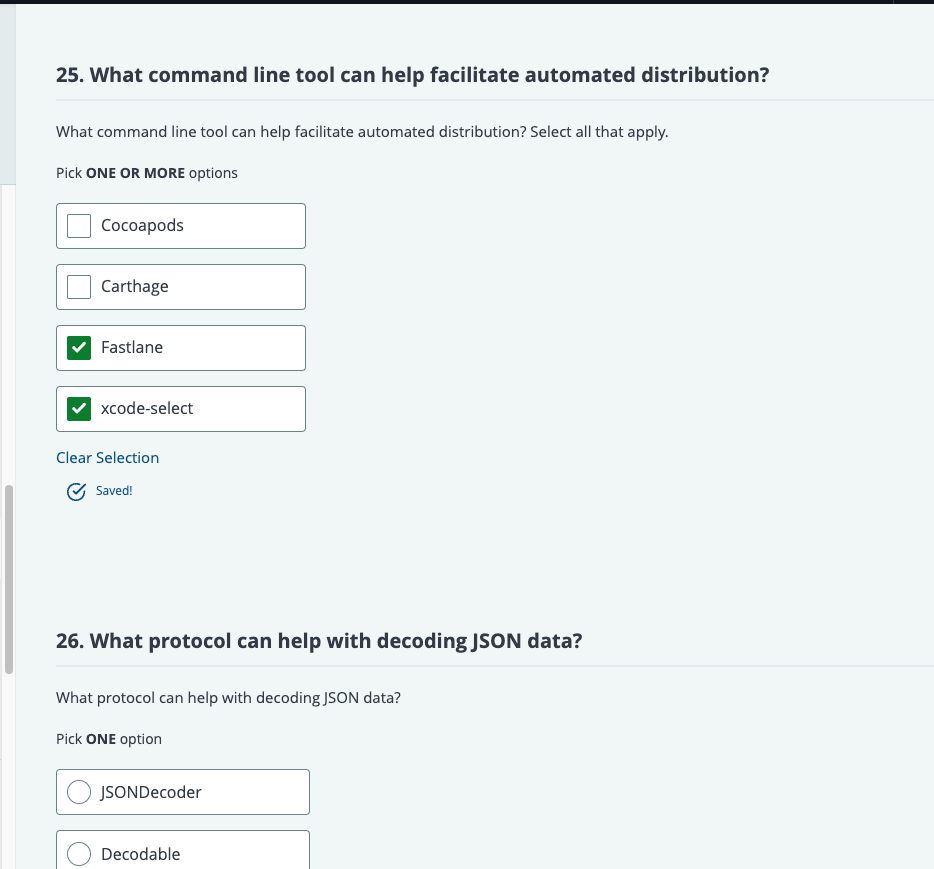 25. What command line tool can help facilitate automated distribution?
What command line tool can help facilitate automated distribution? Select all that apply.
Pick ONE OR MORE options
Cocoapods
Carthage
Fastlane
xcode-select
Clear Selection
Saved!
26. What protocol can help with decoding JSON data?
What protocol can help with decoding JSON data?
Pick ONE option
JSONDecoder
Decodable